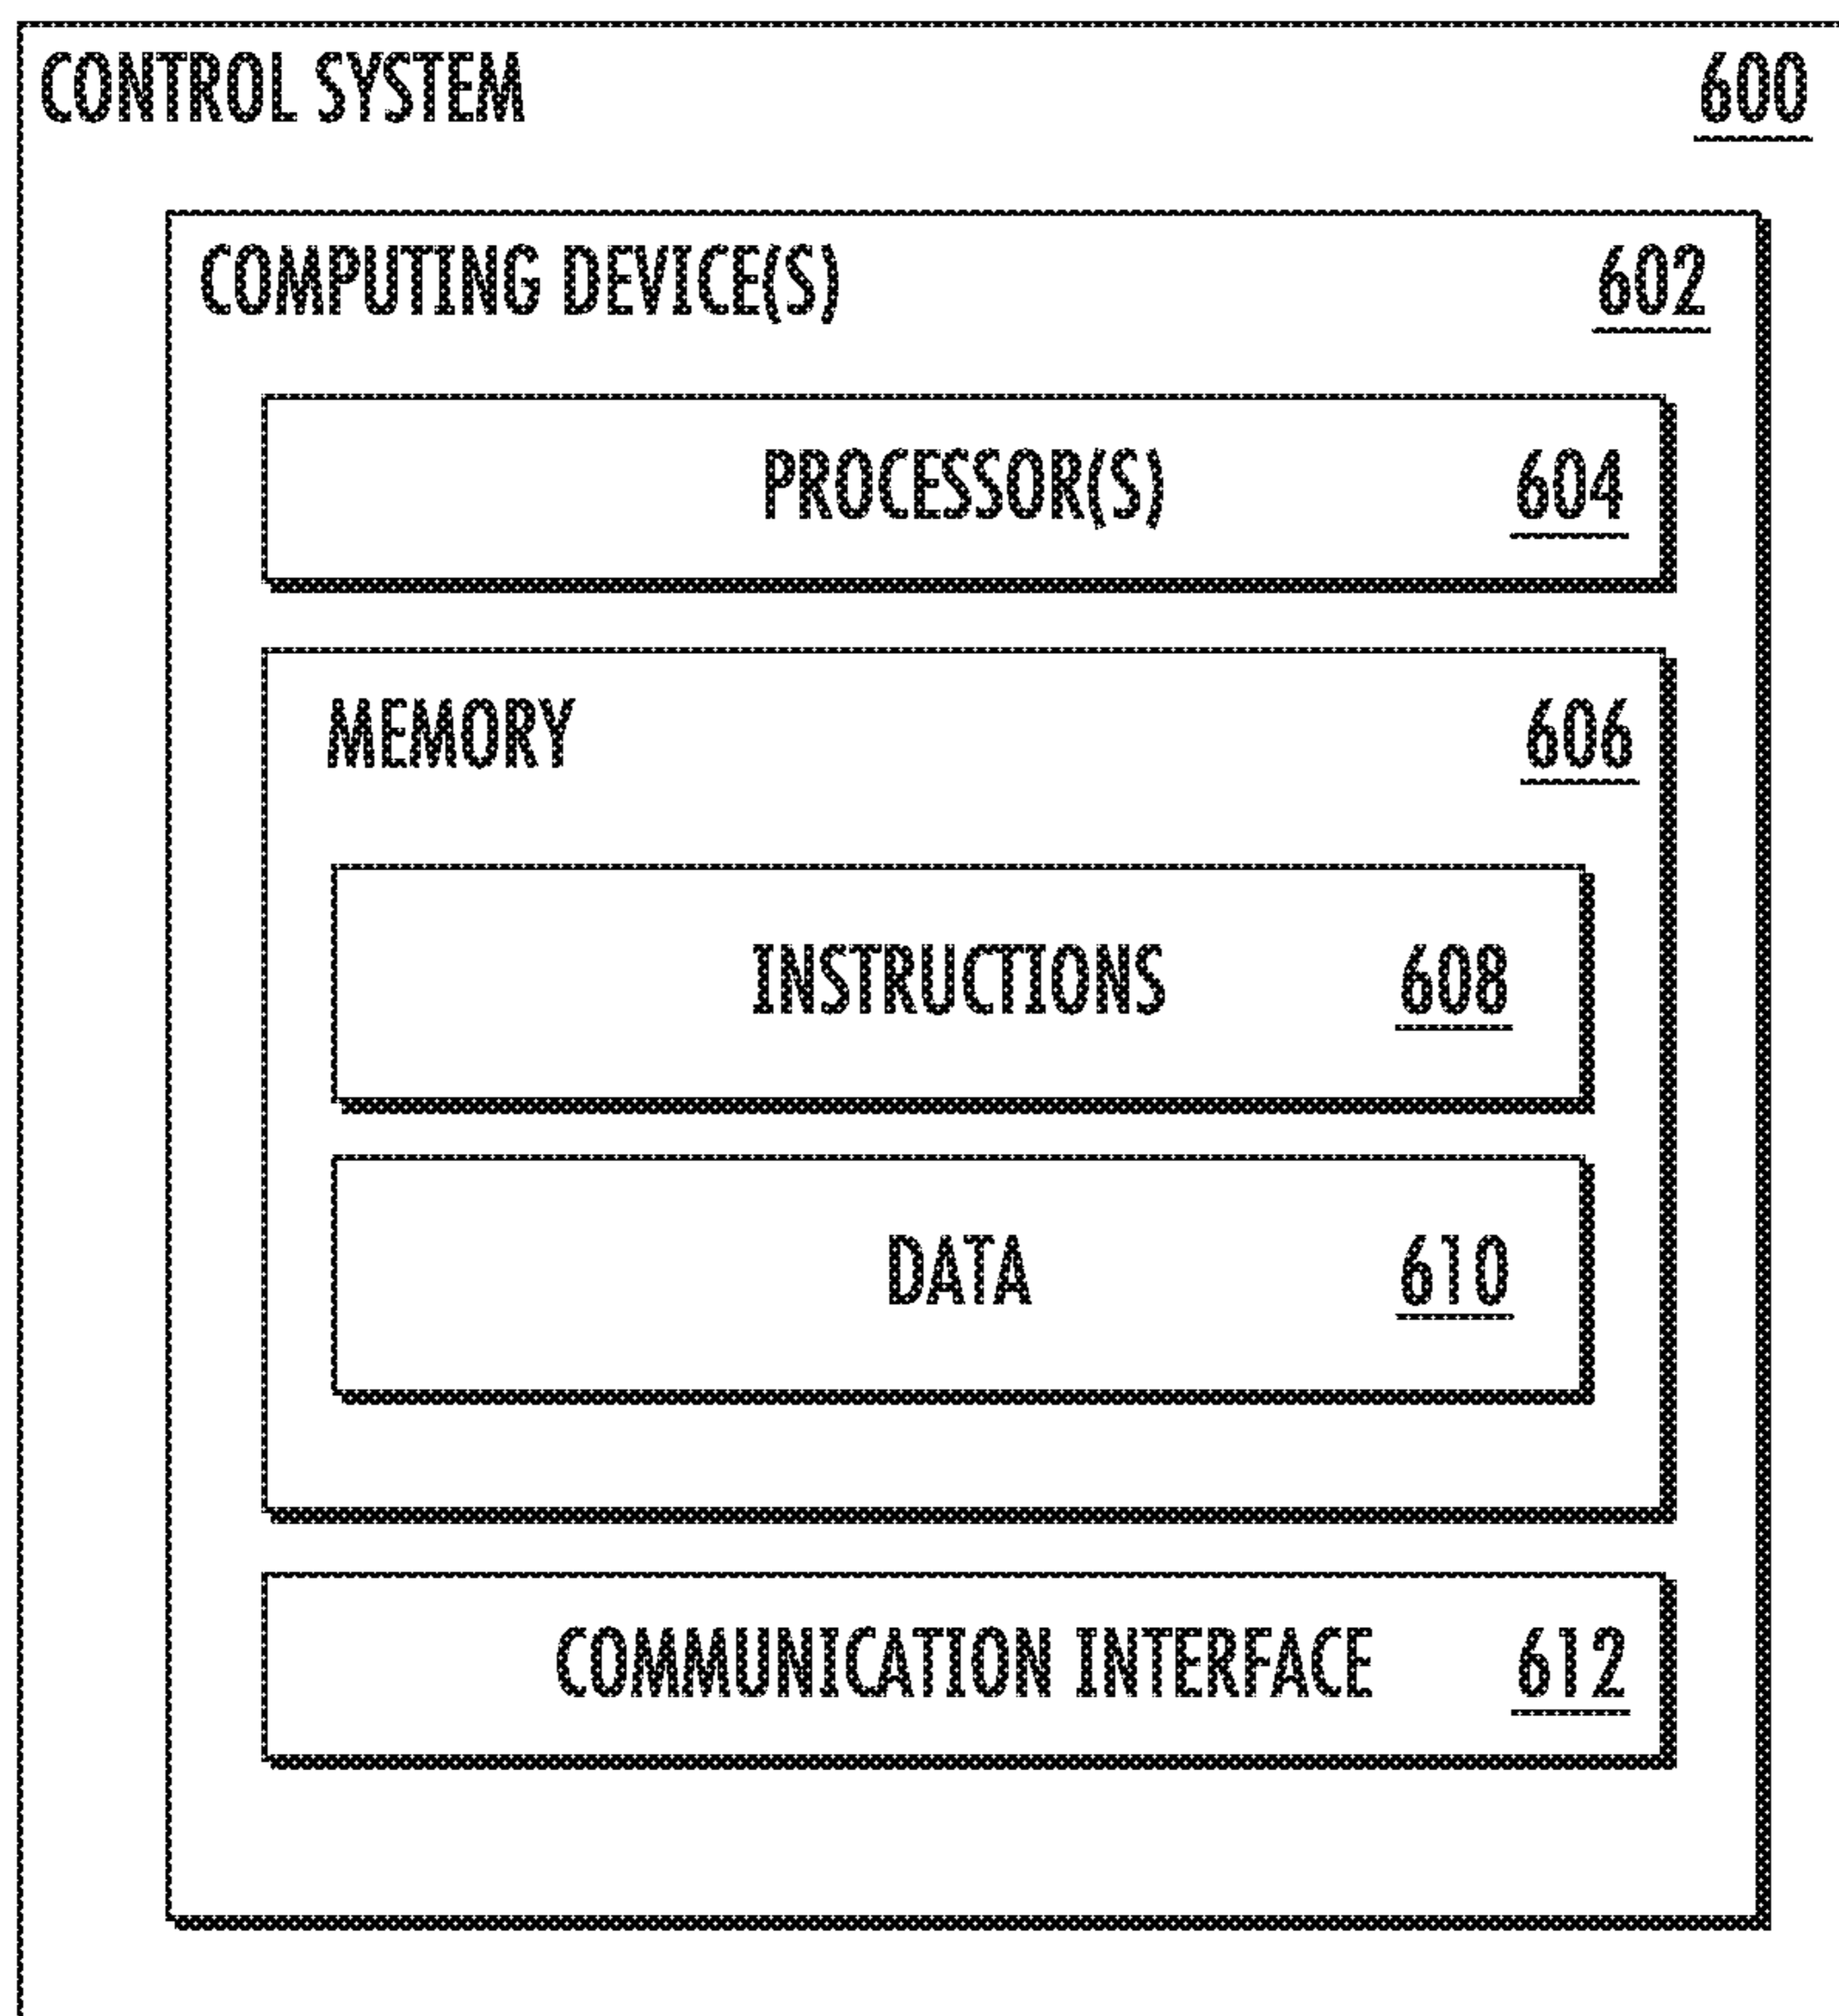 CONTROL SYSTEM 600
COMPUTING DEVICE(S) 602
PROCESSOR(S) 604
MEMORY 606
INSTRUCTIONS 608
DATA 610
COMMUNICATION INTERFACE 612